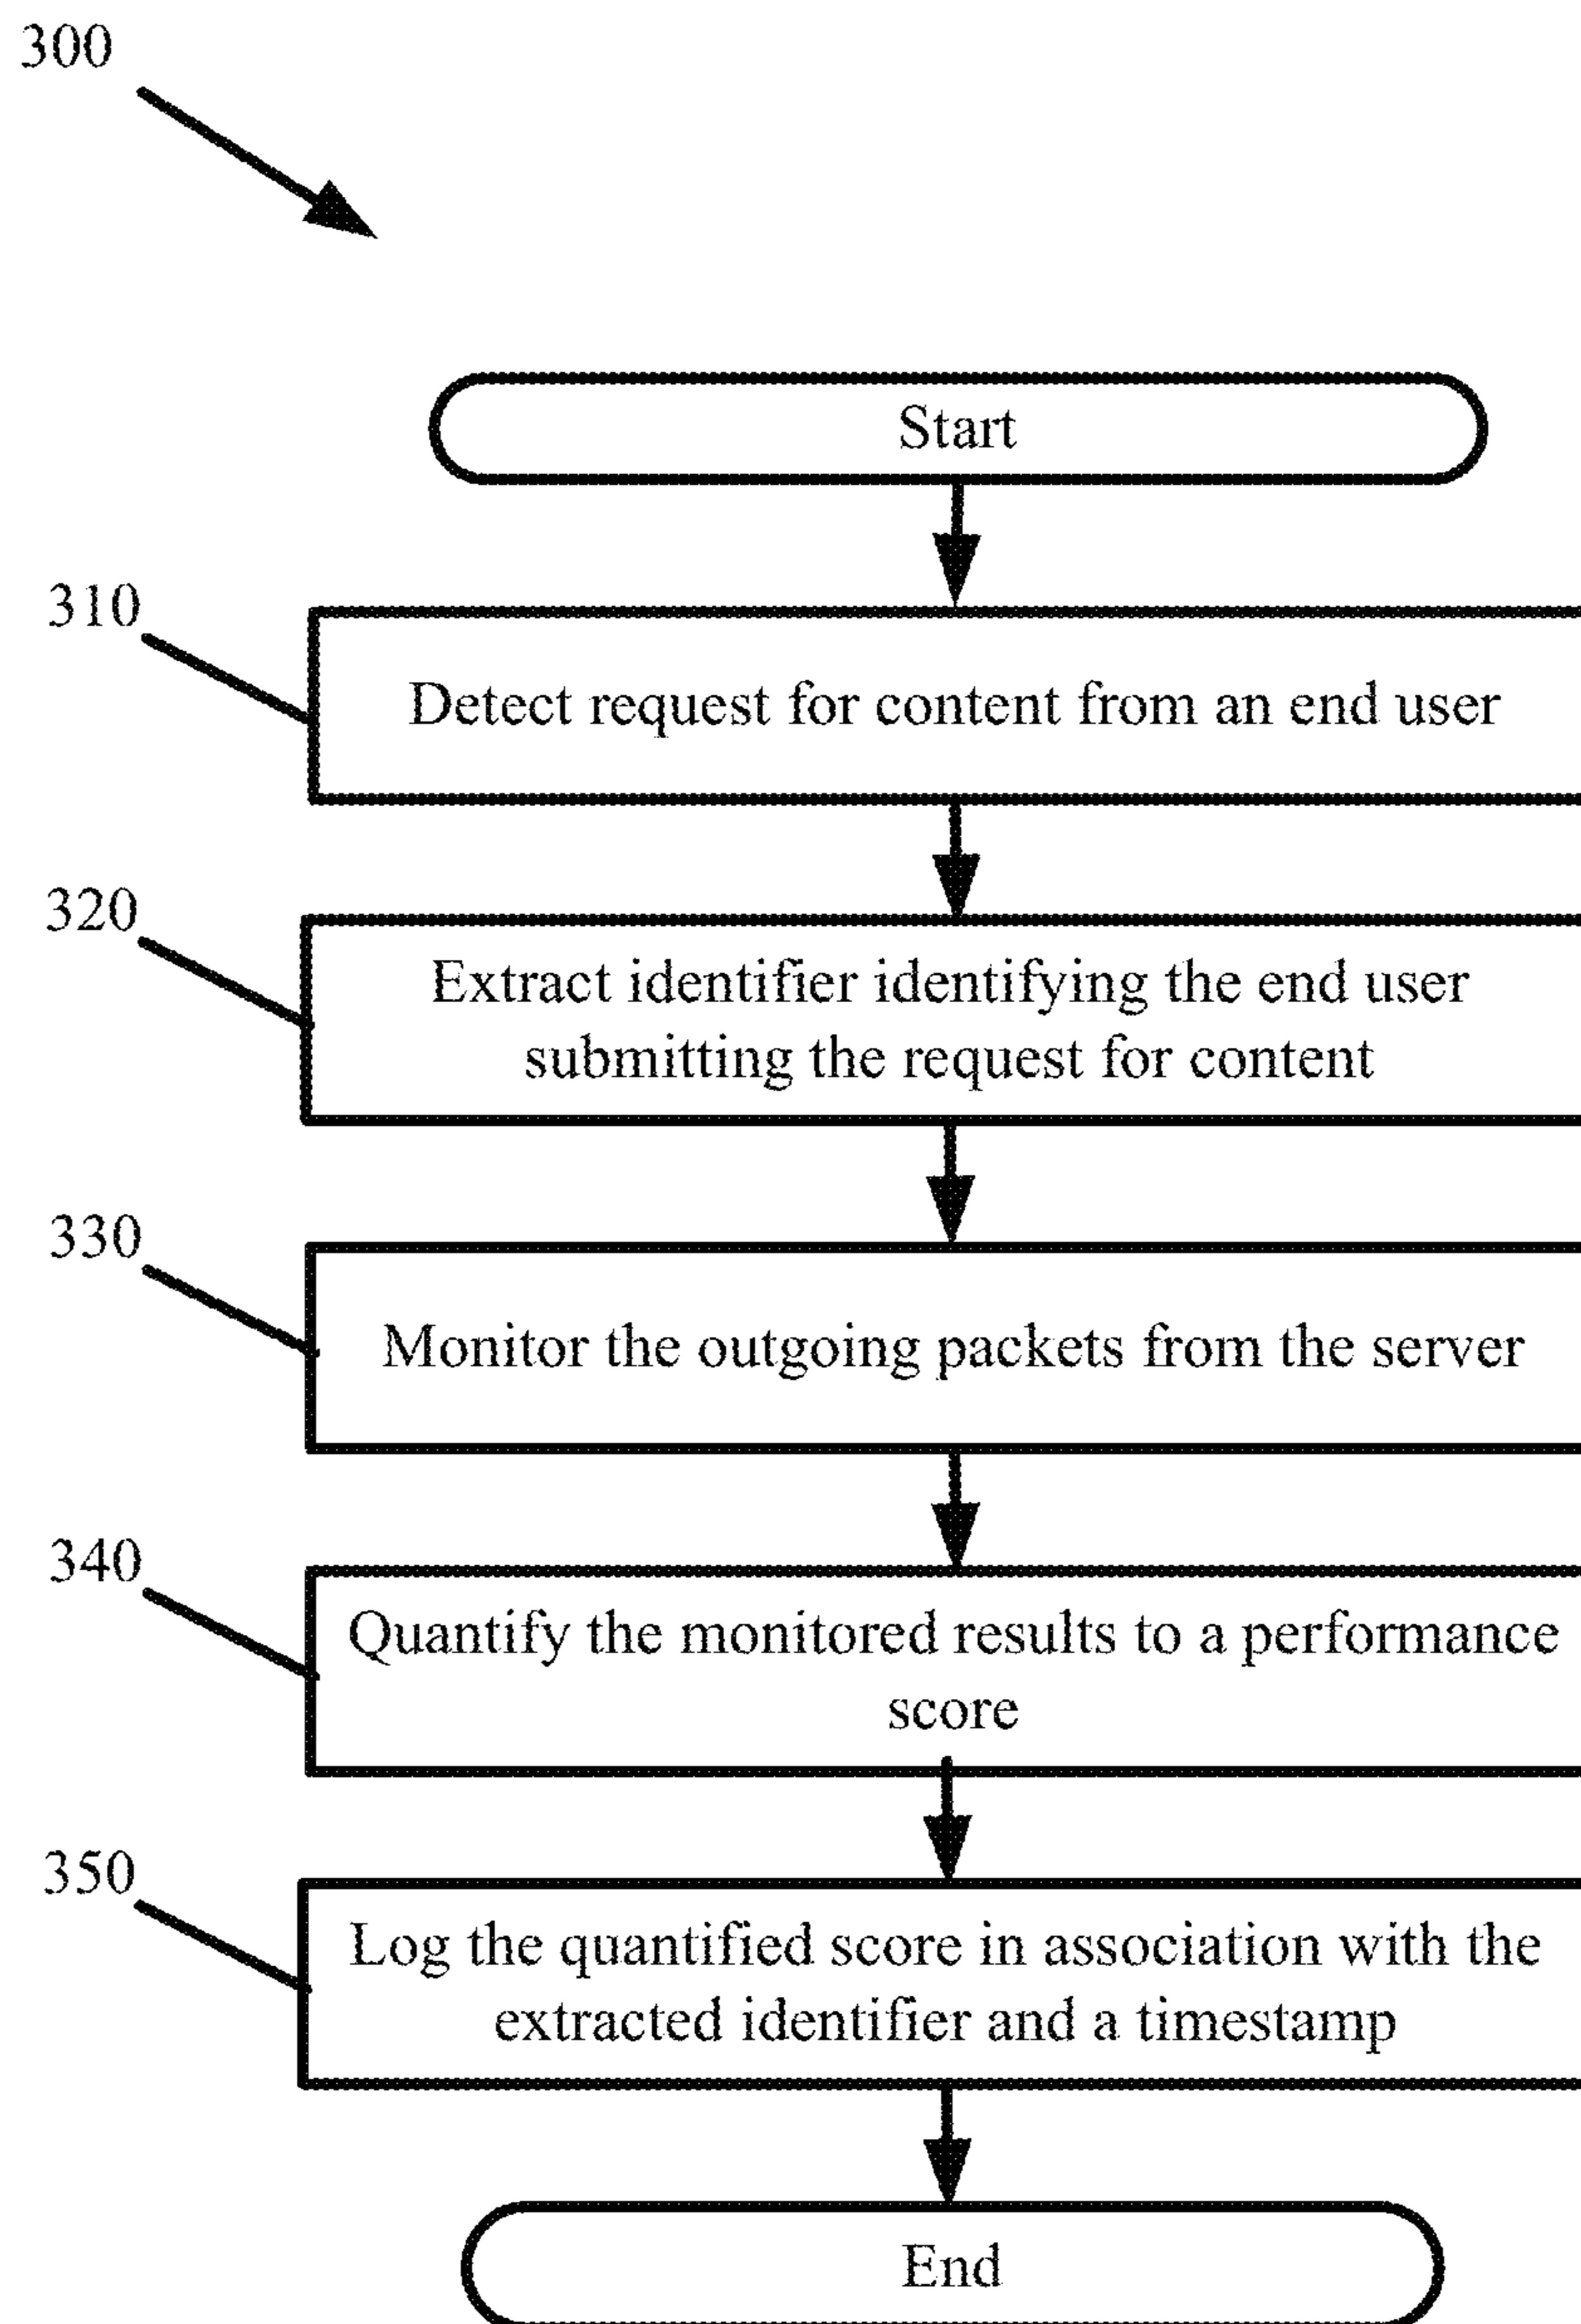 300
Start
310
Detect request for content from an end user
320
Extract identifier identifying the end user
submitting the request for content
330
Monitor the outgoing packets from the server
340
Quantify the monitored results to a performance
score
350
Log the quantified score in association with the
extracted identifier and a timestamp
End